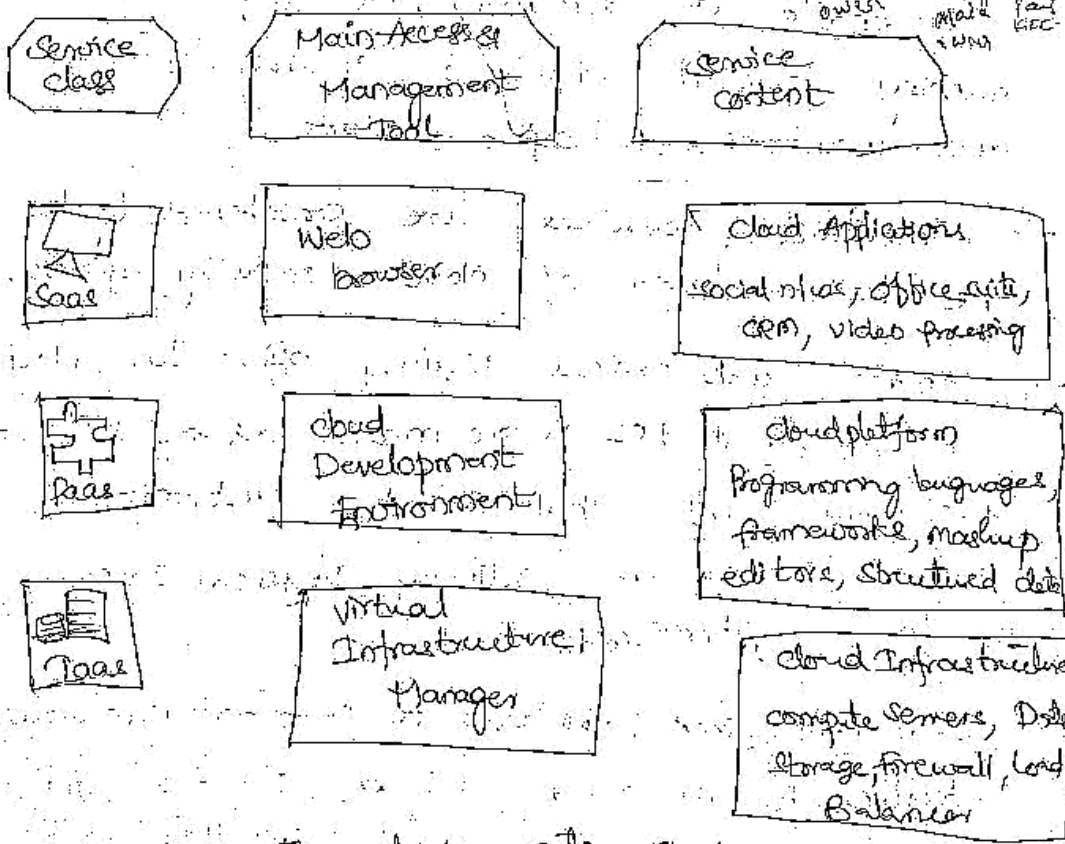 Service
class
Main Access &
Management
Tool
Service
content
SaaS
Web
browser
Cloud Applications
social n/ws, Office suite,
CRM, video processing
PaaS
cloud
Development
Environment
Cloud platform
Programming languages,
frameworks, mashup
editors, Structured data
IaaS
virtual
Infrastructure
Manager
cloud Infrastructure
compute servers, Data
Storage, firewall, Load
Balancer